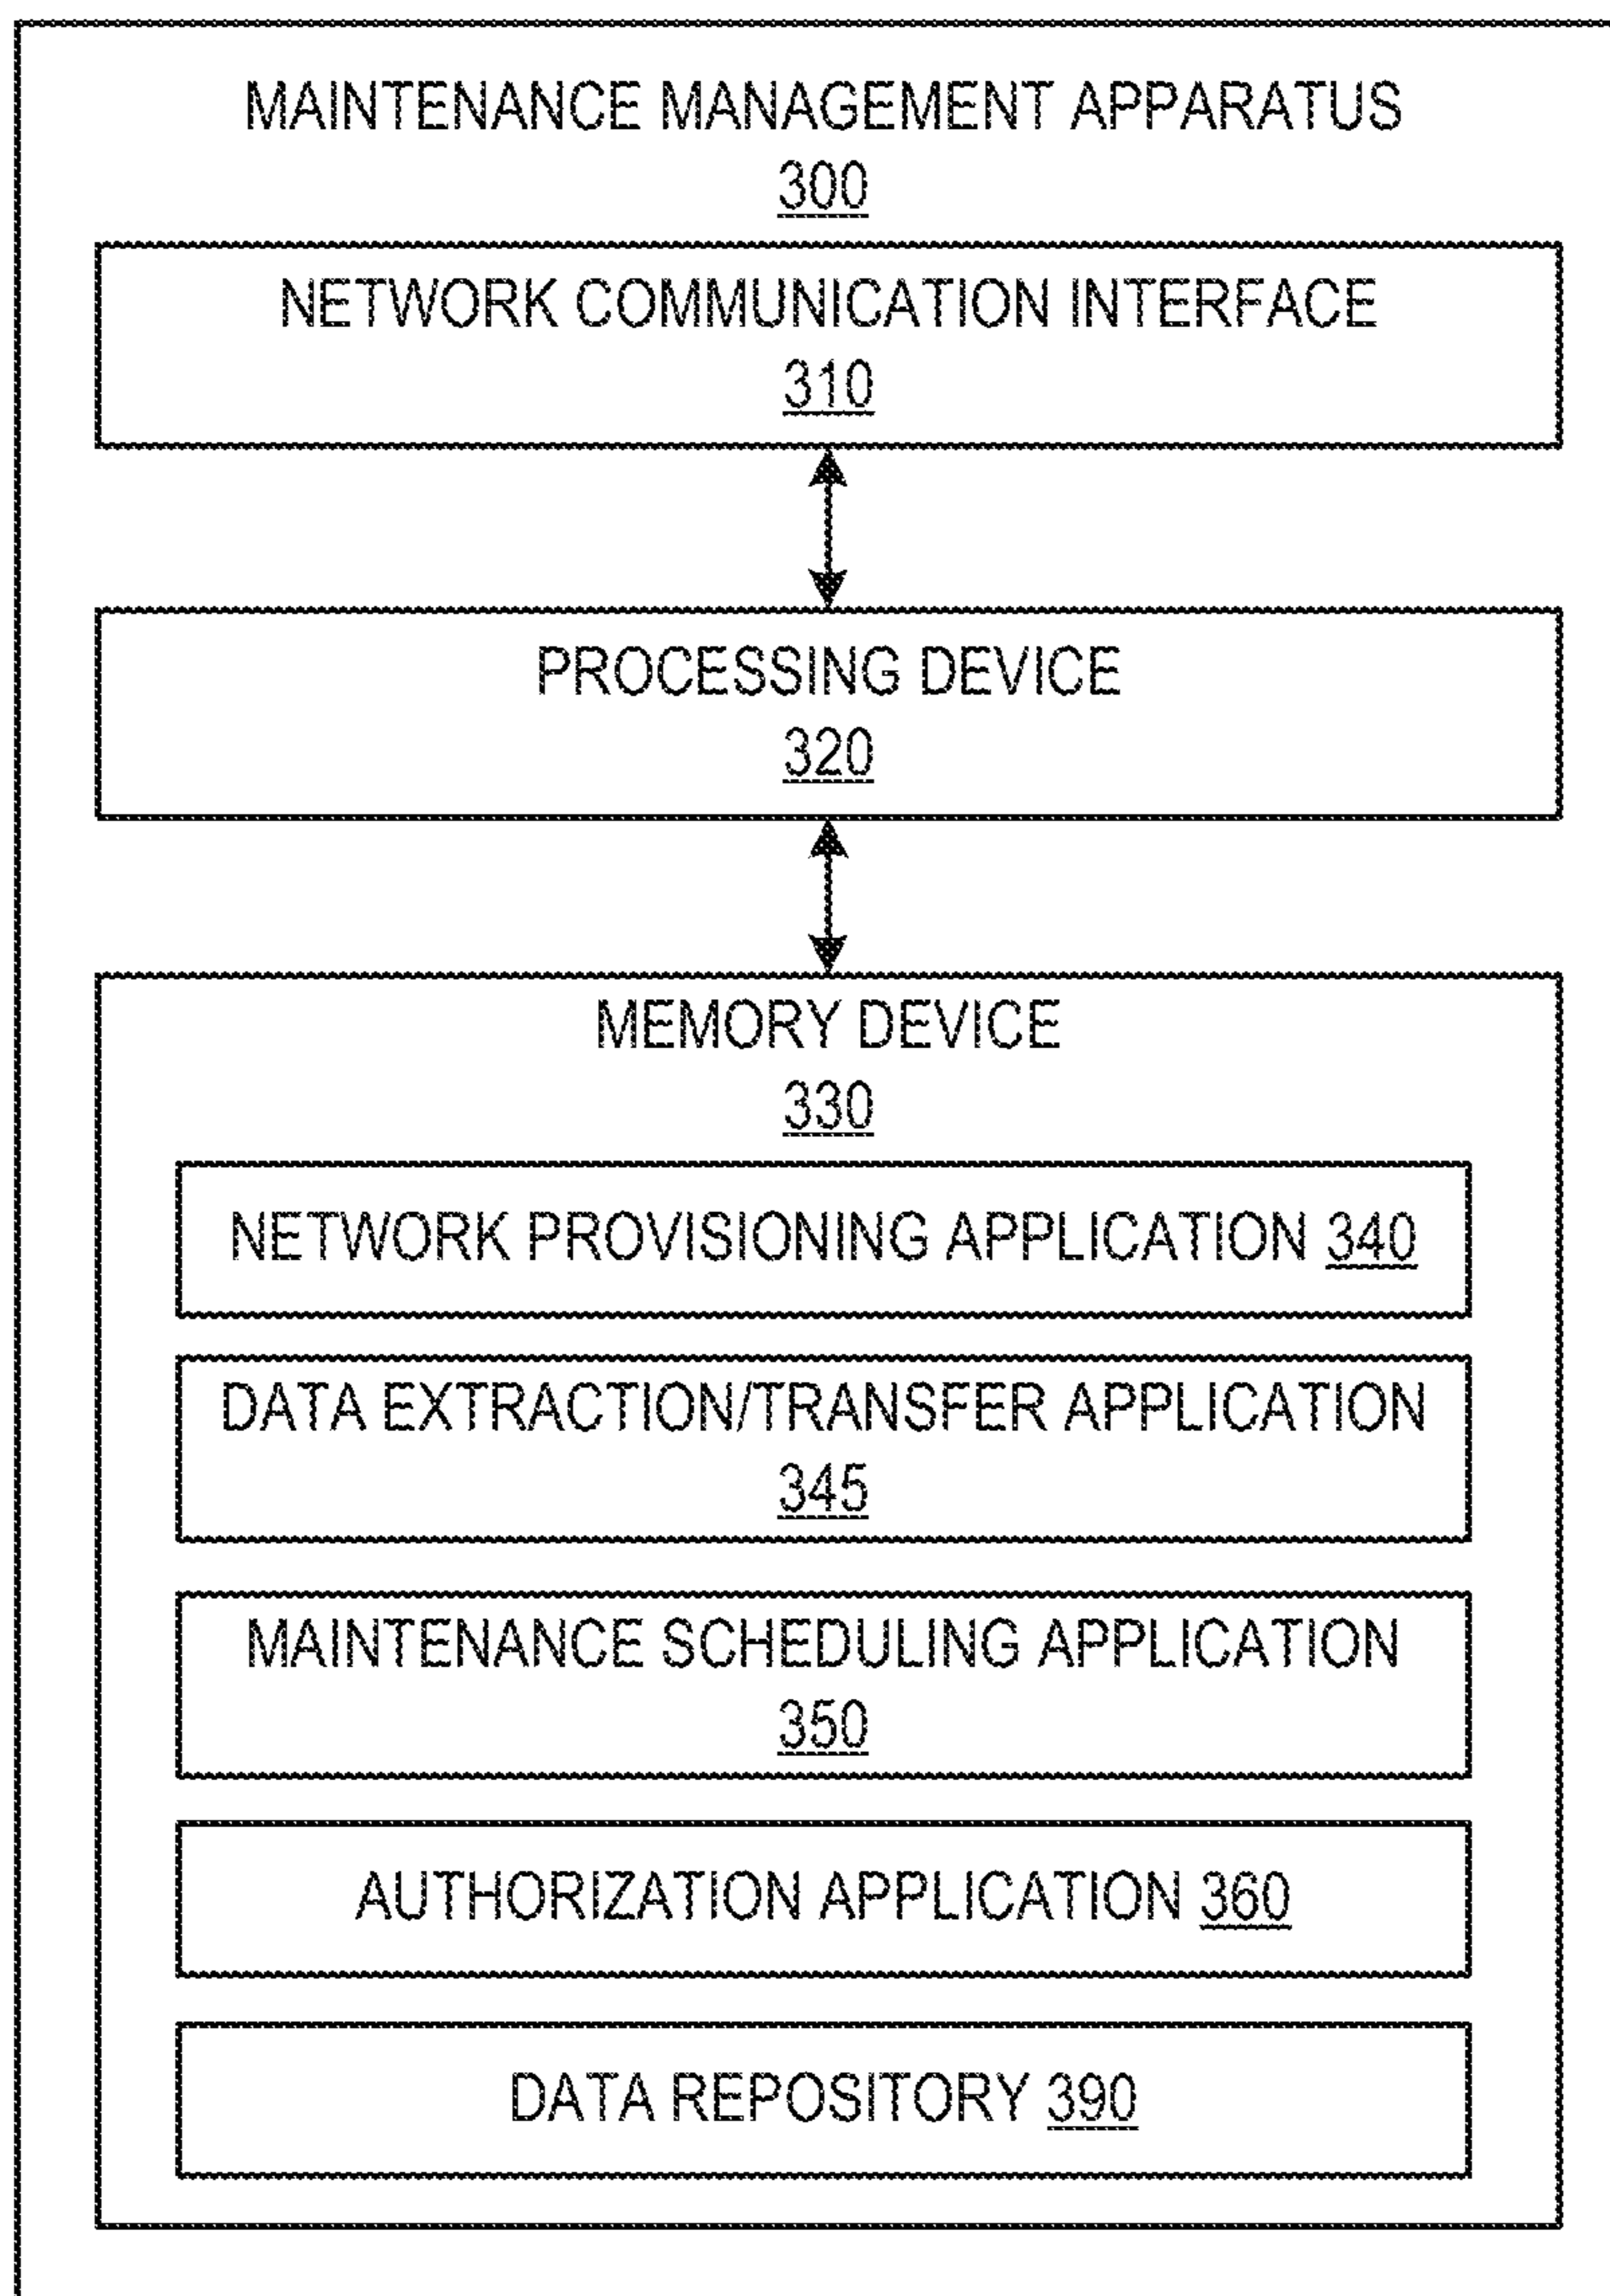 MAINTENANCE MANAGEMENT APPARATUS
300
NETWORK COMMUNICATION INTERFACE
310
PROCESSING DEVICE
320
MEMORY DEVICE
330
NETWORK PROVISIONING APPLICATION 340
DATA EXTRACTION/TRANSFER APPLICATION
345
MAINTENANCE SCHEDULING APPLICATION
350
AUTHORIZATION APPLICATION 360
DATA REPOSITORY 390